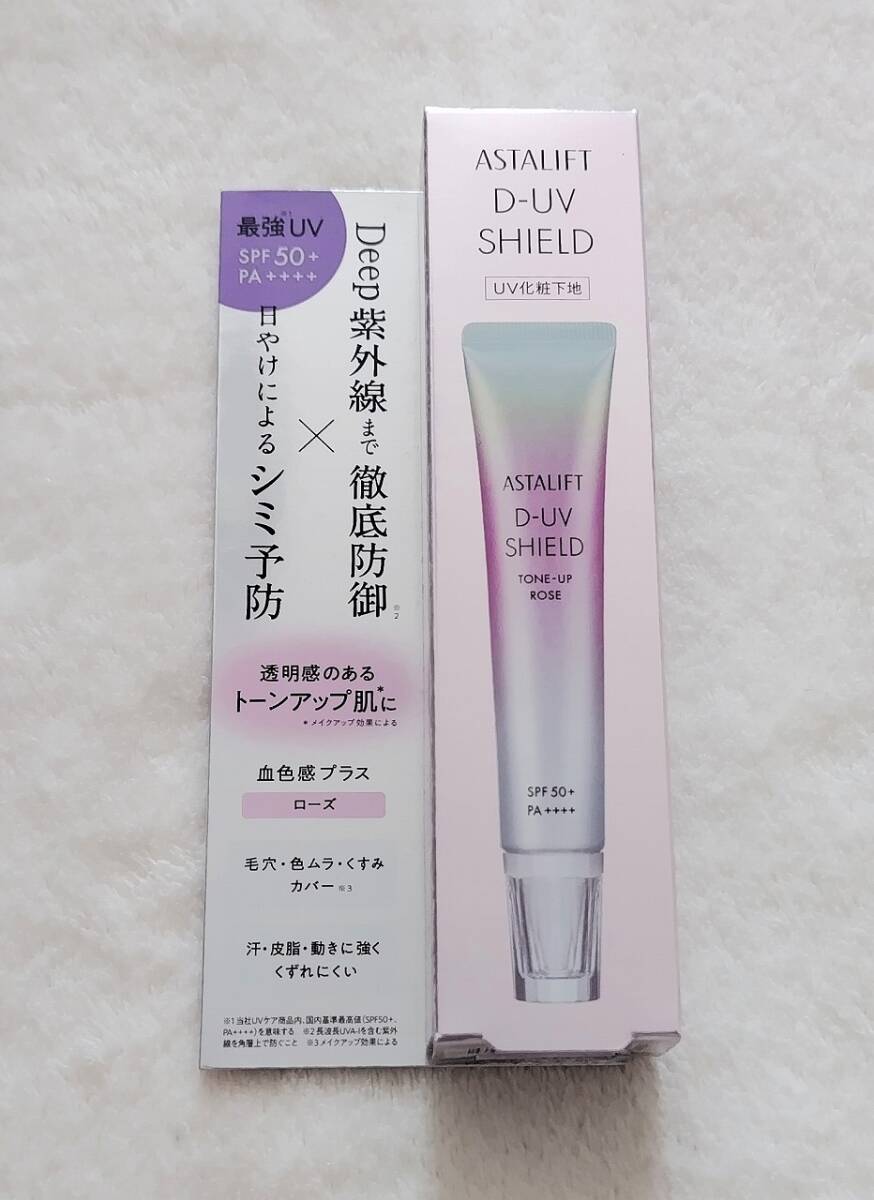 最強※1UV
SPF 50+
PA++++
Deep紫外線まで徹底防御※2
×
日やけによるシミ予防
透明感のある
トーンアップ肌*に
*メイクアップ効果による
血色感プラス
ローズ
毛穴・色ムラ・くすみ
カバー※3
汗・皮脂・動きに強く
くずれにくい
※1当社UVケア商品内、国内基準最高値(SPF50+、
PA++++)を意味する ※2長波長UVA-Iを含む紫外
線を角層上で防ぐこと ※3メイクアップ効果による
ASTALIFT
D-UV
SHIELD
UV化粧下地
ASTALIFT
D-UV
SHIELD
TONE-UP
ROSE
SPF 50+
PA++++